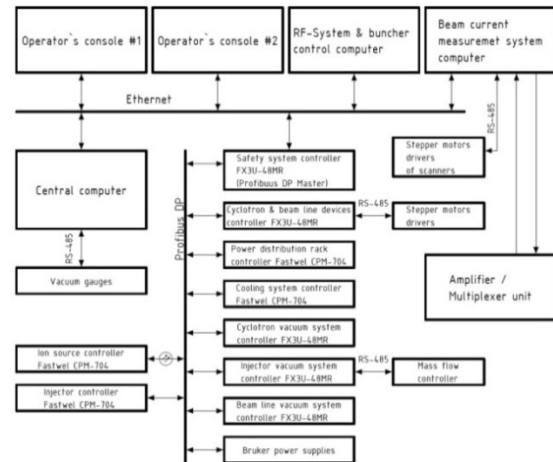 Operator`s console #1
Operator`s console #2
RF-System & buncher
control computer
Beam current
measuremet system
computer
Ethernet
RS-485
Central computer
RS-485
Vacuum gauges
Profibus DP
Safety system controller
FX3U-48MR
(Profibuus DP Master)
Stepper motors
drivers
of scanners
Cyclotron & beam line devices
controller FX3U-48MR
RS-485
Stepper motors
drivers
Power distribution rack
controller Fastwel CPM-704
Cooling system controller
Fastwel CPM-704
Amplifier /
Multiplexer unit
Cyclotron vacuum system
controller FX3U-48MR
Ion source controller
Fastwel CPM-704
Injector vacuum system
controller FX3U-48MR
RS-485
Mass flow
controller
Injector controller
Fastwel CPM-704
Beam line vacuum system
controller FX3U-48MR
Bruker power supplies